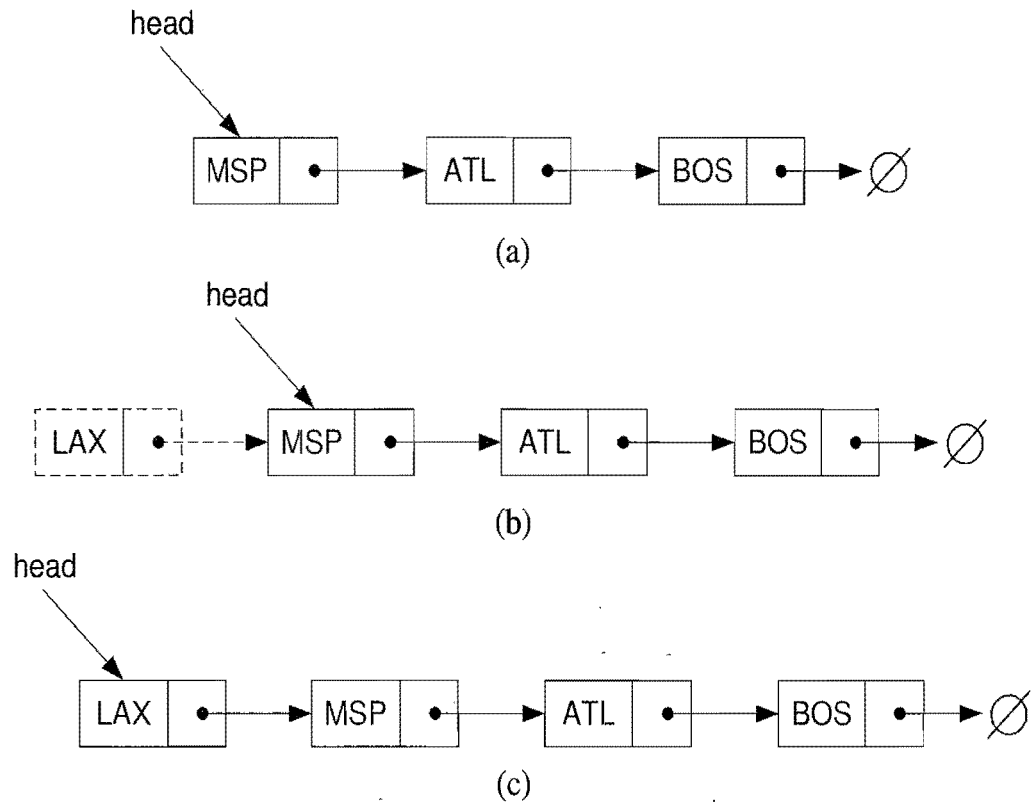 head
MSP ATL BOS ∅
(a)
head
LAX MSP ATL BOS ∅
(b)
head
LAX MSP ATL BOS ∅
(c)